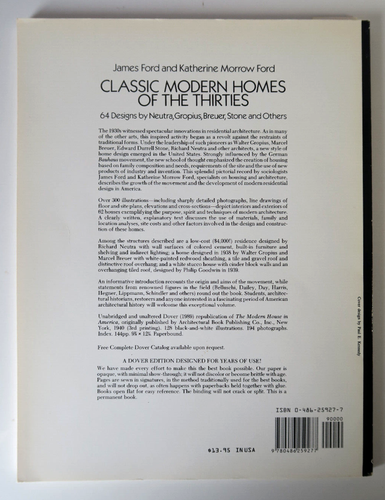 James Ford and Katherine Morrow Ford
CLASSIC MODERN HOMES
OF THE THIRTIES
64 Designs by Neutra, Gropius, Breuer, Stone and Others
The 1930s witnessed spectacular innovations in residential architecture. As in many
of the other arts, this inspired activity began as a revolt against the restraints of
traditional forms. Under the leadership of such pioneers as Walter Gropius, Marcel
Breuer, Edward Durell Stone, Richard Neutra and other architects, a new style of
home design emerged in the United States. Strongly influenced by the German
Bauhaus movement, the new school of thought emphasized the creation of housing
based on family composition and needs, requirements of the site and the use of new
products of industry and invention. This splendid pictorial record by sociologists
James Ford and Katherine Morrow Ford, specialists on housing and architecture,
describes the growth of the movement and the development of modern residential
design in America.
Over 300 illustrations—including sharply detailed photographs, line drawings of
floor and site plans, elevations and cross-sections—depict interiors and exteriors of
62 homes exemplifying the purpose, spirit and techniques of modern architecture.
A clearly written, explanatory text discusses the use of materials, family and
location analyses, site costs and other factors involved in the design and construc-
tion of these homes.
Among the structures described are a low-cost ($4,000!) residence designed by
Richard Neutra with wall surfaces of colored cement, built-in furniture and
shelving and indirect lighting; a house designed in 1938 by Walter Gropius and
Marcel Breuer with white-painted redwood sheathing, a tile and gravel roof and
distinctive roof overhang; and a white stucco house with cinder block walls and an
overhanging tiled roof, designed by Philip Goodwin in 1939.
An informative introduction recounts the origin and aims of the movement, while
statements from renowned figures in the field (Belluschi, Dailey, Dow, Harris,
Hegner, Lippmann, Schindler and others) round out the book. Students, architec-
tural historians, restorers and anyone interested in a fascinating period of American
architectural history will welcome this exceptional volume.
Unabridged and unaltered Dover (1989) republication of The Modern House in
America, originally published by Architectural Book Publishing Co., Inc., New
York, 1940 (3rd printing). 128 black-and-white illustrations. 194 photographs.
Index. 144pp. 9⅜ × 12¼. Paperbound.
Free Complete Dover Catalog available upon request.
A DOVER EDITION DESIGNED FOR YEARS OF USE!
We have made every effort to make this the best book possible. Our paper is
opaque, with minimal show-through; it will not discolor or become brittle with age.
Pages are sewn in signatures, in the method traditionally used for the best books,
and will not drop out, as often happens with paperbacks held together with glue.
Books open flat for easy reference. The binding will not crack or split. This is a
permanent book.
Cover design by Paul E. Kennedy
ISBN 0-486-25927-7
90000
9780486259277
$13.95 IN USA